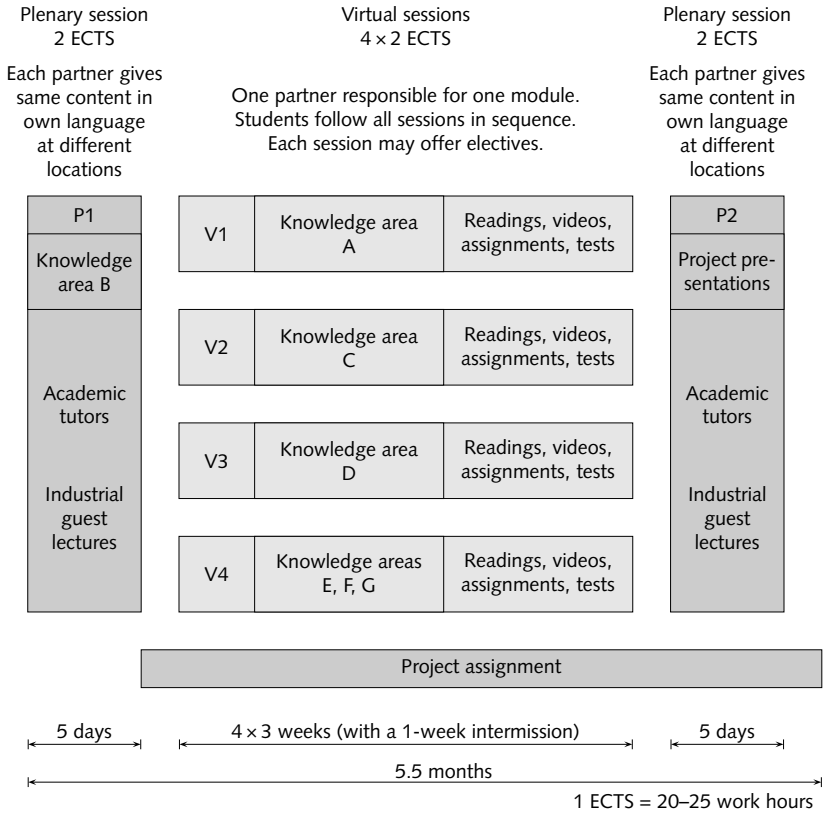 Plenary session
2 ECTS
Each partner gives
same content in
own language
at different
locations
Virtual sessions
4 × 2 ECTS
One partner responsible for one module.
Students follow all sessions in sequence.
Each session may offer electives.
Plenary session
2 ECTS
Each partner gives
same content in
own language
at different
locations
P1
Knowledge
area B
Academic
tutors
Industrial
guest
lectures
V1
Knowledge area
A
Readings, videos,
assignments, tests
V2
Knowledge area
C
Readings, videos,
assignments, tests
V3
Knowledge area
D
Readings, videos,
assignments, tests
V4
Knowledge areas
E, F, G
Readings, videos,
assignments, tests
P2
Project pre-
sentations
Academic
tutors
Industrial
guest
lectures
Project assignment
5 days
4 × 3 weeks (with a 1-week intermission)
5 days
5.5 months
1 ECTS = 20–25 work hours